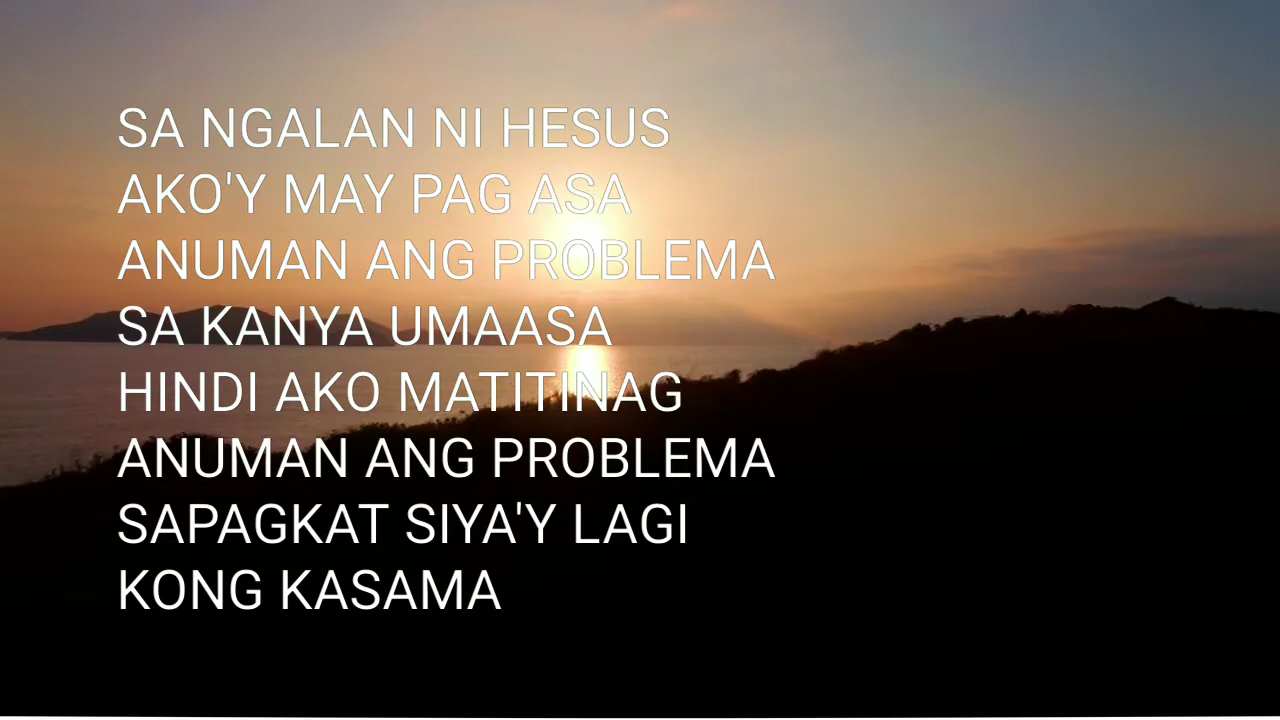 SA NGALAN NI HESUS
AKO'Y MAY PAG ASA
ANUMAN ANG PROBLEMA
SA KANYA UMAASA
HINDI AKO MATITINAG
ANUMAN ANG PROBLEMA
SAPAGKAT SIYA'Y LAGI
KONG KASAMA